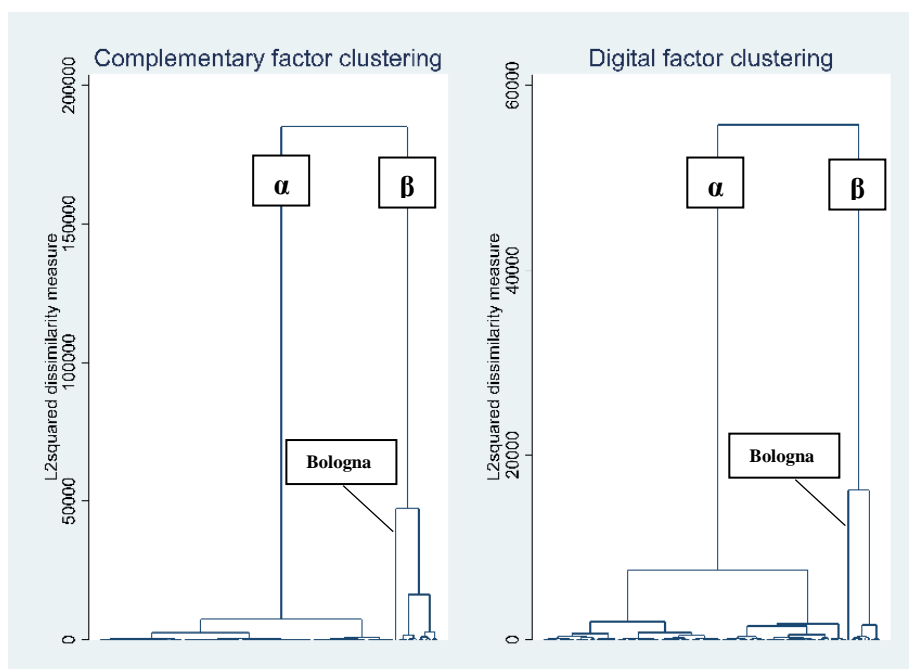 Complementary factor clustering
L2squared dissimilarity measure
200000
150000
100000
50000
0
α
β
Bologna
Digital factor clustering
L2squared dissimilarity measure
60000
40000
20000
0
α
β
Bologna